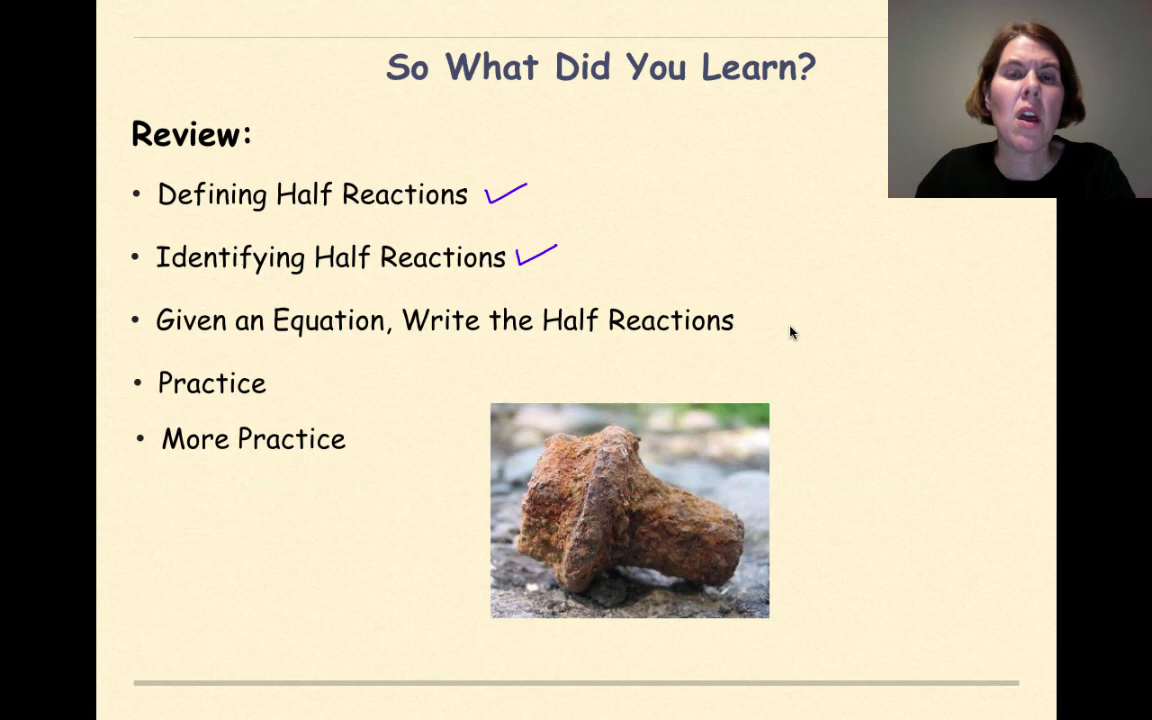 So What Did You Learn?
Review:
• Defining Half Reactions
• Identifying Half Reactions
• Given an Equation, Write the Half Reactions
• Practice
• More Practice